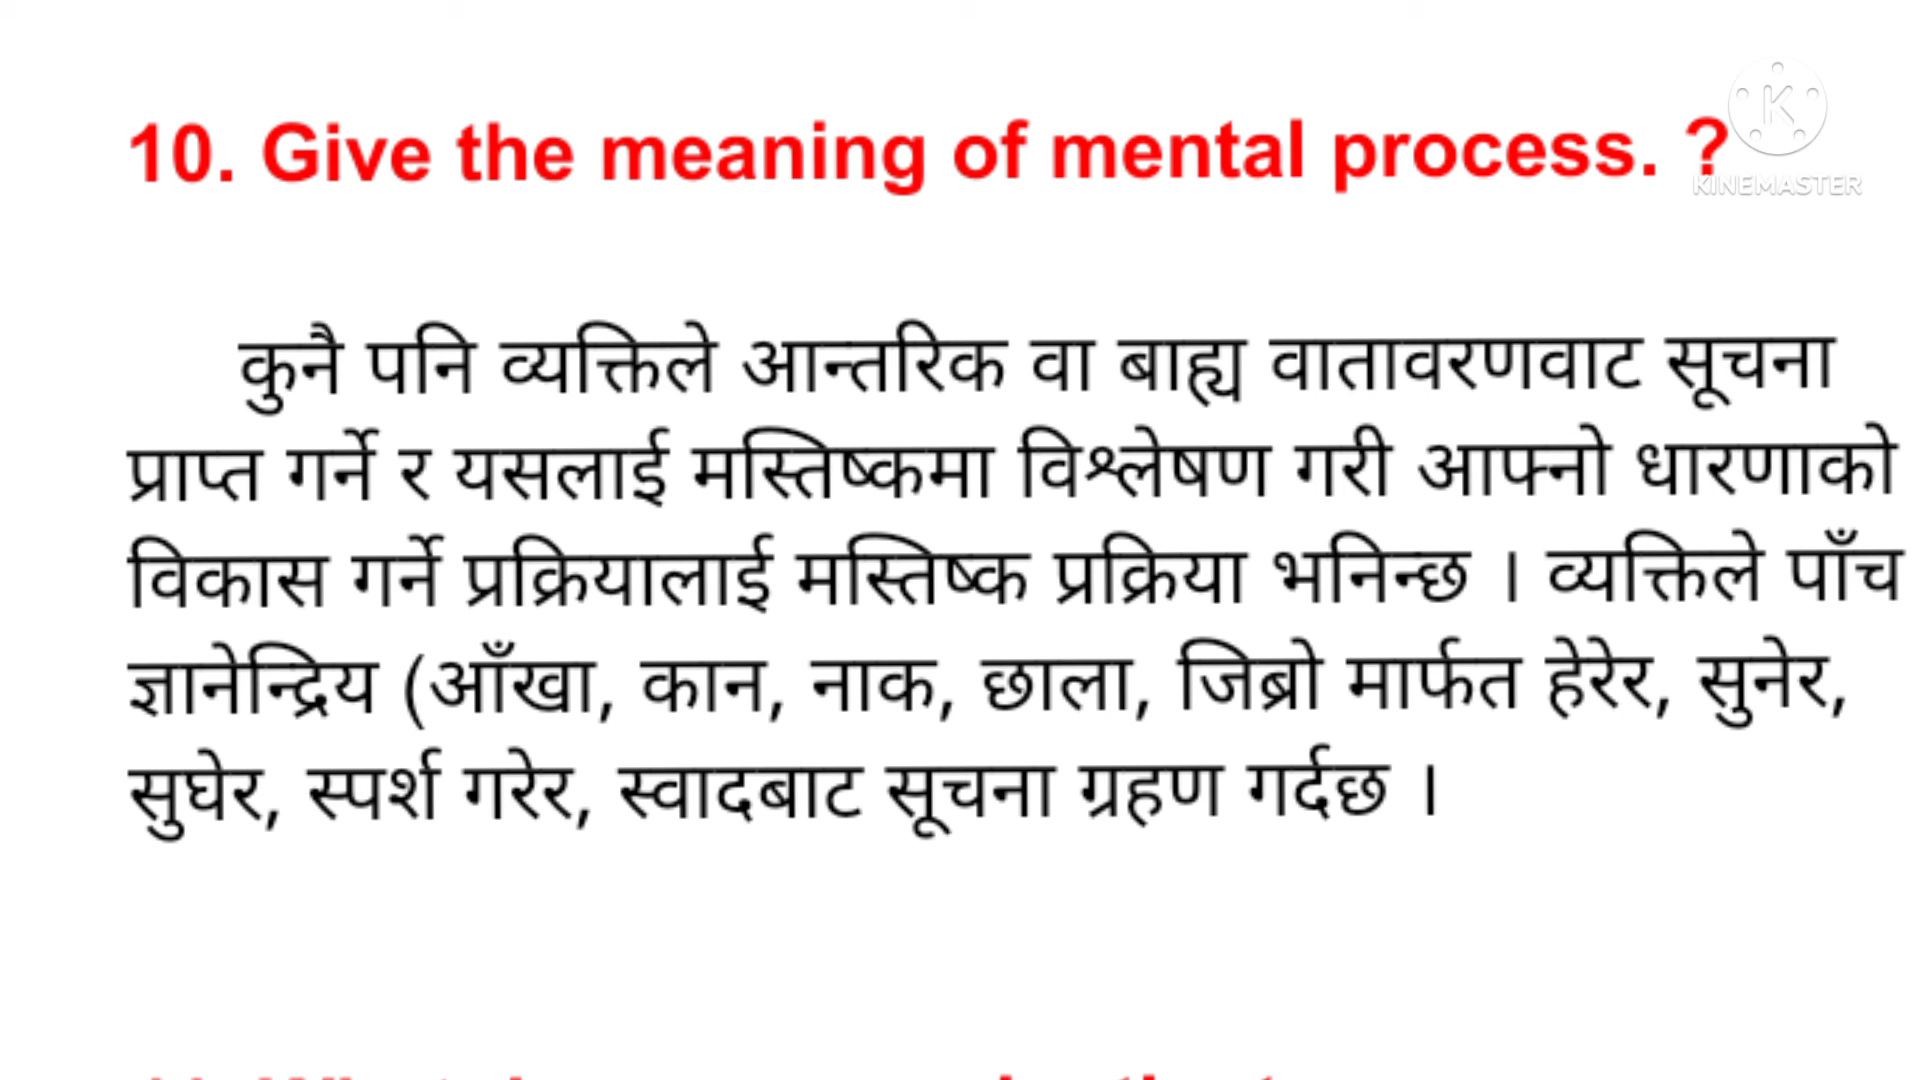 10. Give the meaning of mental process. ?
KINEMASTER
कुनै पनि व्यक्तिले आन्तरिक वा बाह्य वातावरणवाट सूचना
प्राप्त गर्ने र यसलाई मस्तिष्कमा विश्लेषण गरी आफ्नो धारणाको
विकास गर्ने प्रक्रियालाई मस्तिष्क प्रक्रिया भनिन्छ । व्यक्तिले पाँच
ज्ञानेन्द्रिय (आँखा, कान, नाक, छाला, जिब्रो मार्फत हेरेर, सुनेर,
सुघेर, स्पर्श गरेर, स्वादबाट सूचना ग्रहण गर्दछ ।